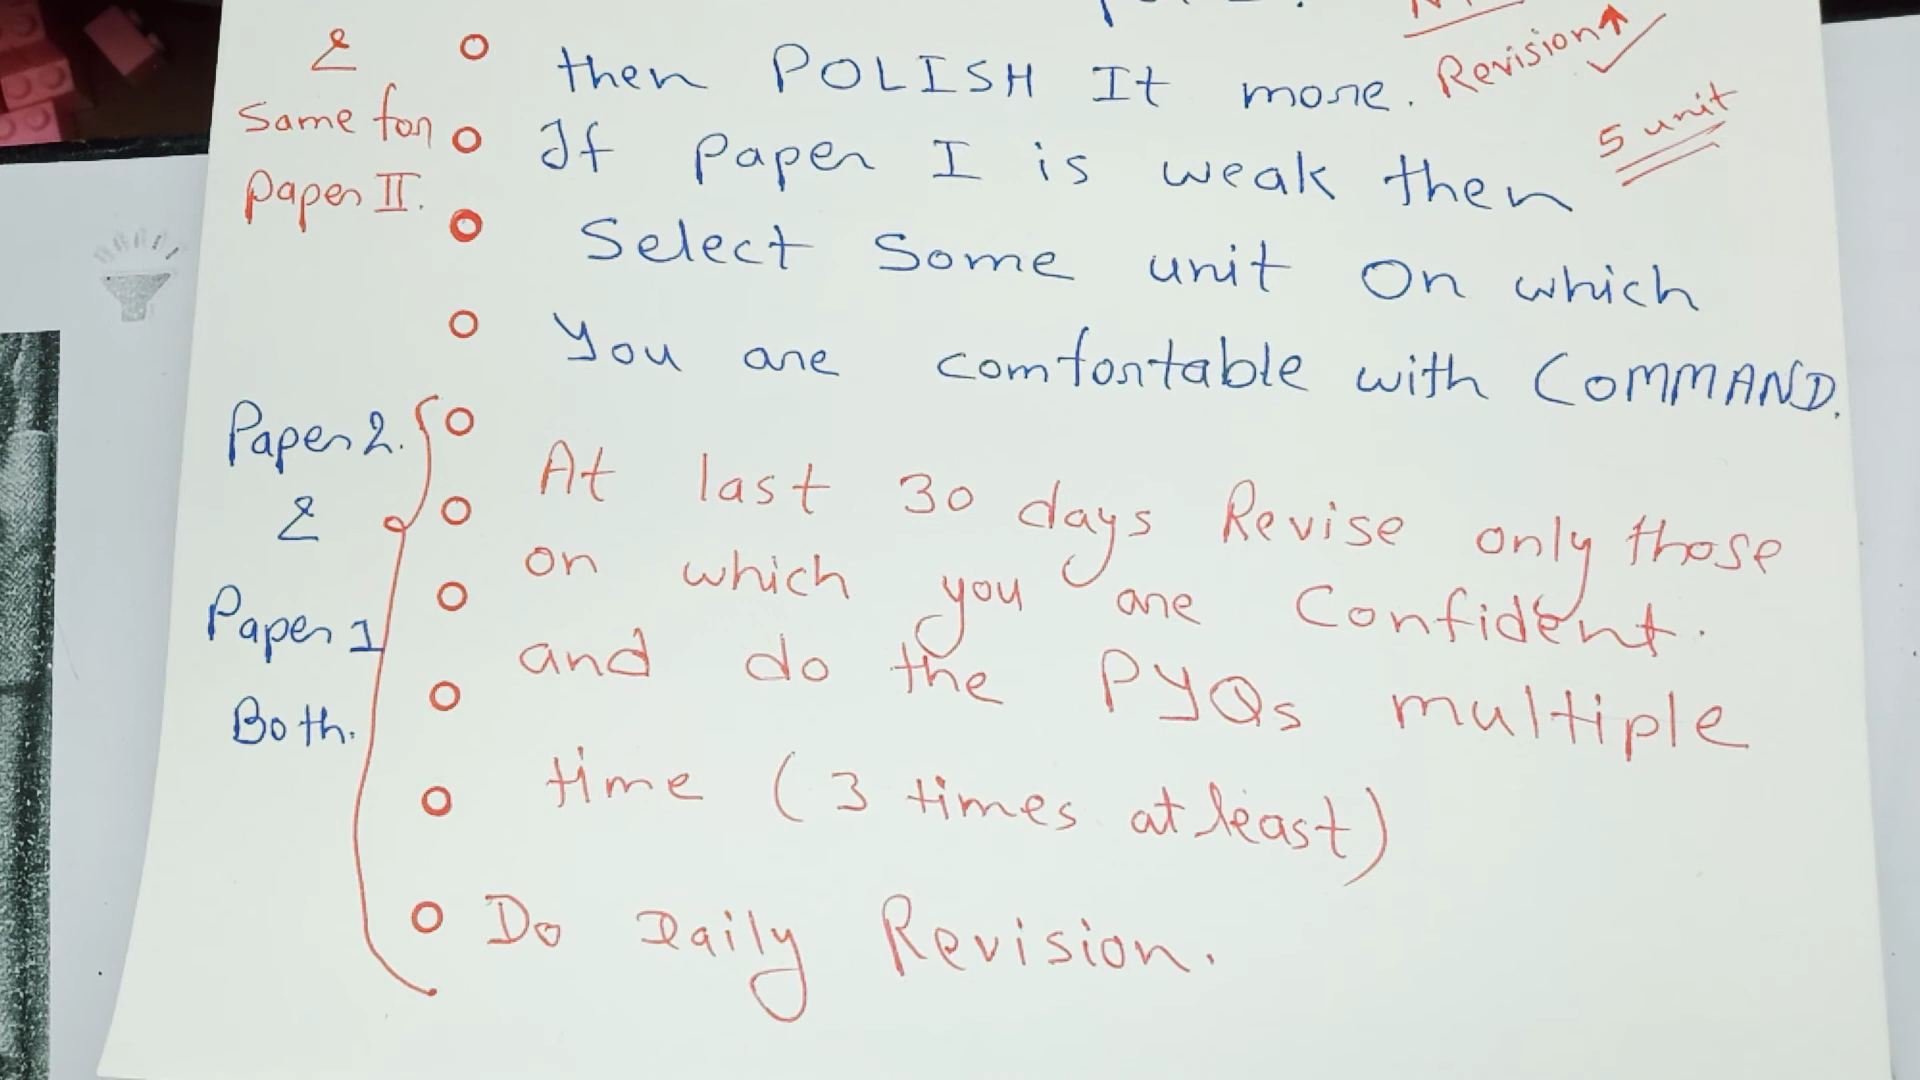 then POLISH It more. Revision↑
5 unit
&
Same for
Paper II.
If Paper I is weak then
Select Some unit On which
You are comfortable with COMMAND.
Paper 2.
&
Paper 1
Both.
At last 30 days Revise only those
on which you are Confident.
and do the PYQs multiple
time (3 times at least)
Do Daily Revision.